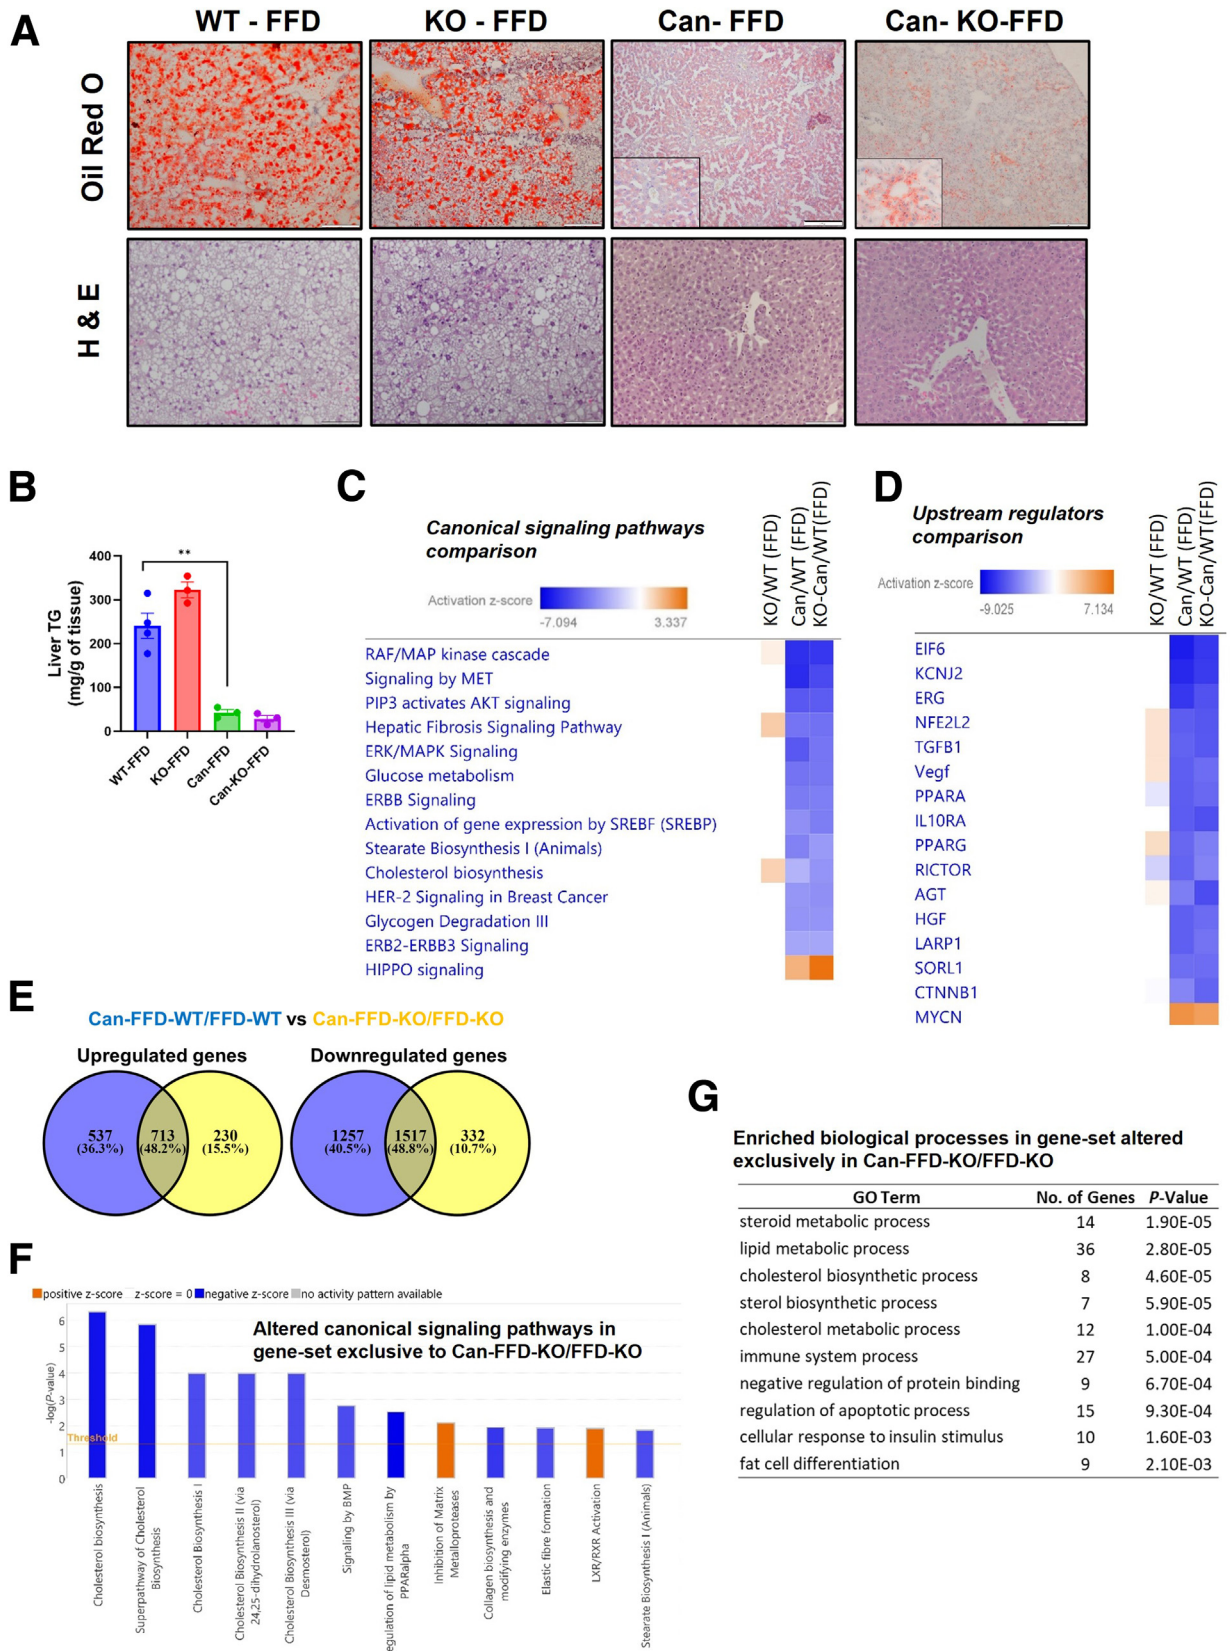 A
WT - FFD
KO - FFD
Can- FFD
Can- KO-FFD
Oil Red O
H & E
B
Liver TG
(mg/g of tissue)
400
300
200
100
0
**
WT-FFD
KO-FFD
Can-FFD
Can-KO-FFD
C
Canonical signaling pathways
comparison
Activation z-score
-7.094
3.337
KO/WT (FFD)
Can/WT (FFD)
KO-Can/WT(FFD)
RAF/MAP kinase cascade
Signaling by MET
PIP3 activates AKT signaling
Hepatic Fibrosis Signaling Pathway
ERK/MAPK Signaling
Glucose metabolism
ERBB Signaling
Activation of gene expression by SREBF (SREBP)
Stearate Biosynthesis I (Animals)
Cholesterol biosynthesis
HER-2 Signaling in Breast Cancer
Glycogen Degradation III
ERB2-ERBB3 Signaling
HIPPO signaling
D
Upstream regulators
comparison
Activation z-score
-9.025
7.134
KO/WT (FFD)
Can/WT (FFD)
KO-Can/WT(FFD)
EIF6
KCNJ2
ERG
NFE2L2
TGFB1
Vegf
PPARA
IL10RA
PPARG
RICTOR
AGT
HGF
LARP1
SORL1
CTNNB1
MYCN
E
Can-FFD-WT/FFD-WT vs Can-FFD-KO/FFD-KO
Upregulated genes
537
(36.3%)
713
(48.2%)
230
(15.5%)
Downregulated genes
1257
(40.5%)
1517
(48.8%)
332
(10.7%)
F
positive z-score z-score = 0 negative z-score no activity pattern available
Altered canonical signaling pathways in
gene-set exclusive to Can-FFD-KO/FFD-KO
-log(P-value)
6
5
4
3
2
1
0
Threshold
Cholesterol biosynthesis
Superpathway of Cholesterol
Biosynthesis
Cholesterol Biosynthesis I
Cholesterol Biosynthesis II (via
24,25-dihydrolanosterol)
Cholesterol Biosynthesis III (via
Desmosterol)
Signaling by BMP
egulation of lipid metabolism by
PPARalpha
Inhibition of Matrix
Metalloproteases
Collagen biosynthesis and
modifying enzymes
Elastic fibre formation
LXR/RXR Activation
Stearate Biosynthesis I (Animals)
G
Enriched biological processes in gene-set altered
exclusively in Can-FFD-KO/FFD-KO
GO Term No. of Genes P-Value
steroid metabolic process 14 1.90E-05
lipid metabolic process 36 2.80E-05
cholesterol biosynthetic process 8 4.60E-05
sterol biosynthetic process 7 5.90E-05
cholesterol metabolic process 12 1.00E-04
immune system process 27 5.00E-04
negative regulation of protein binding 9 6.70E-04
regulation of apoptotic process 15 9.30E-04
cellular response to insulin stimulus 10 1.60E-03
fat cell differentiation 9 2.10E-03